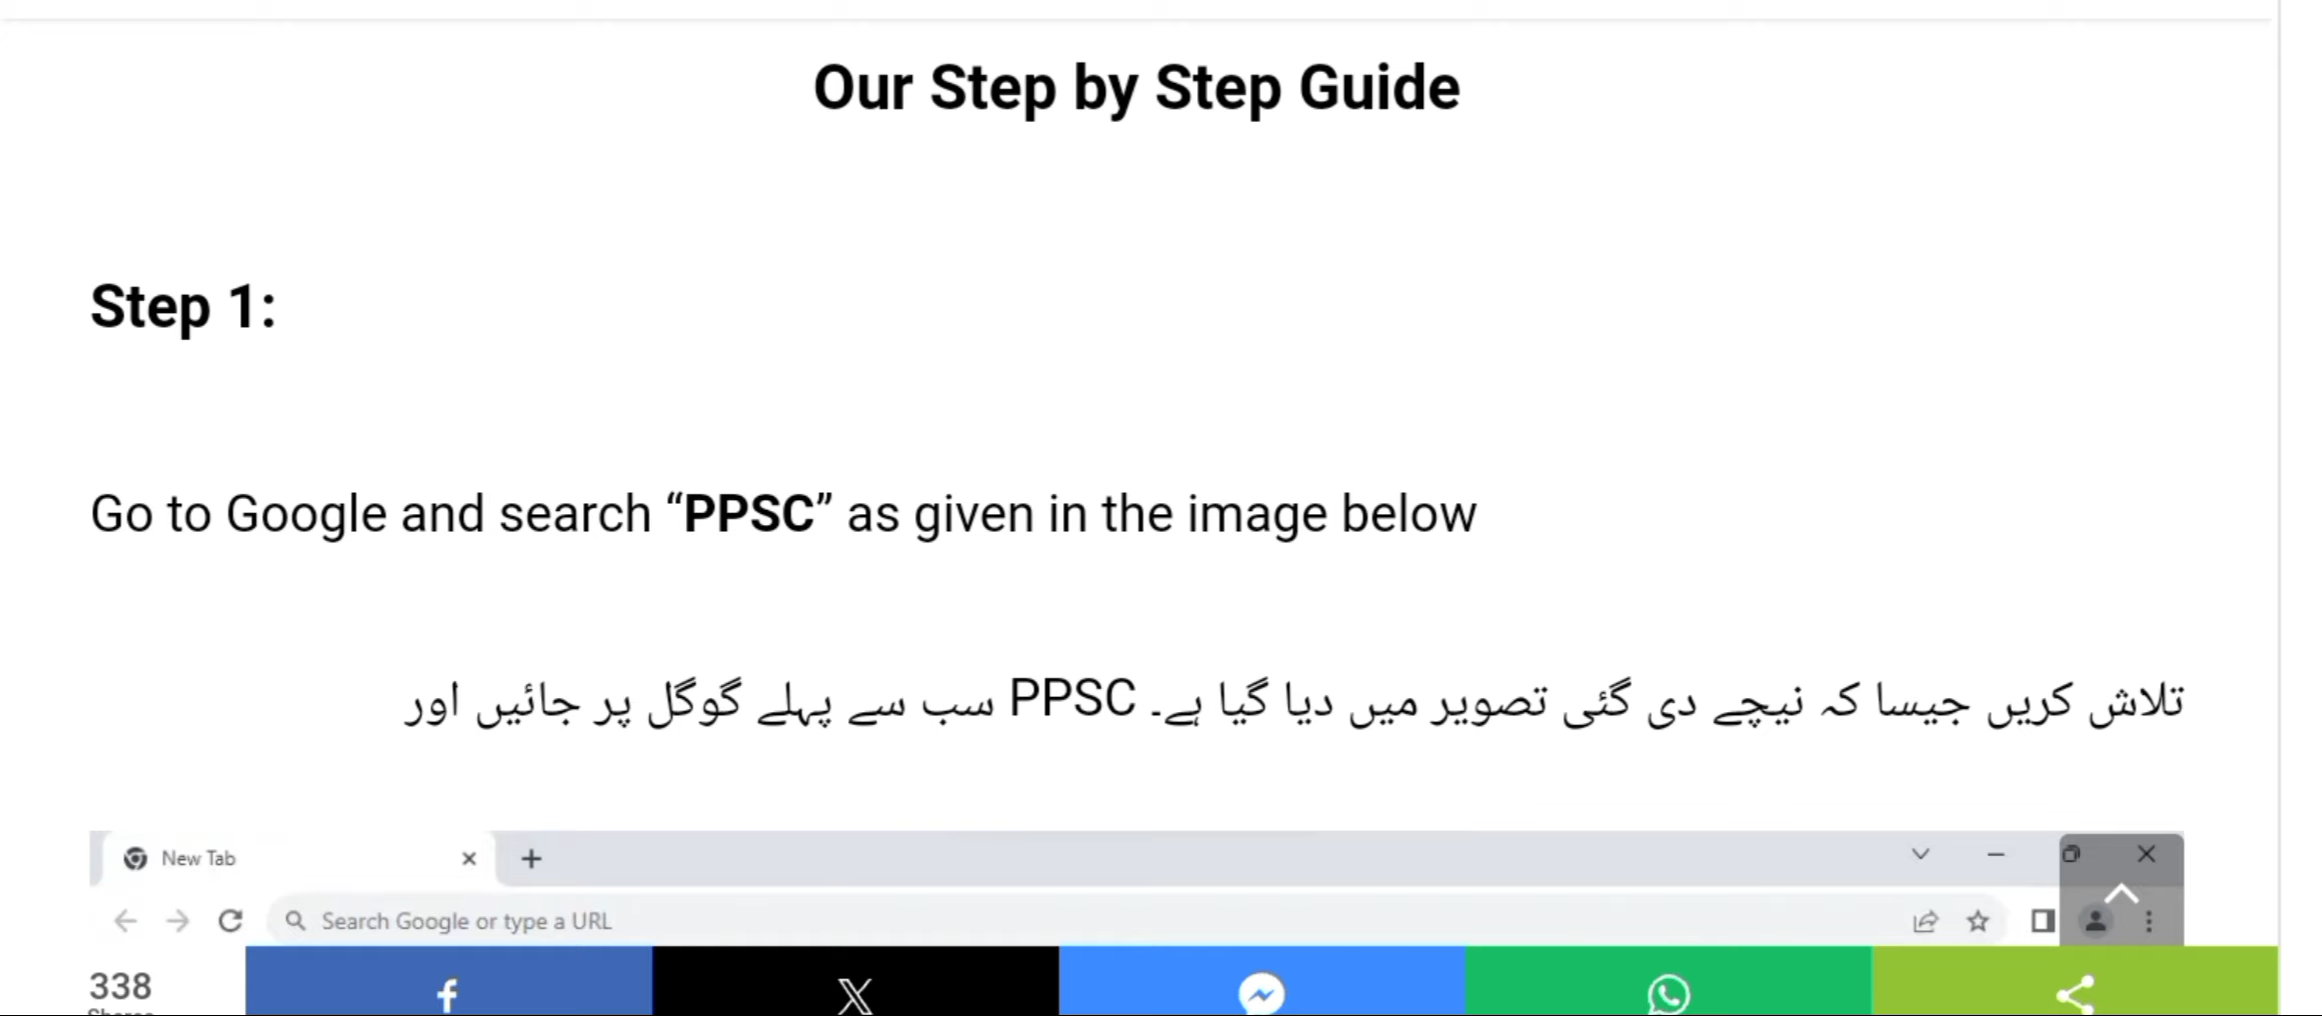 Our Step by Step Guide
Step 1:
Go to Google and search “PPSC” as given in the image below
تلاش کریں جیسا کہ نیچے دی گئی تصویر میں دیا گیا ہے۔ PPSC سب سے پہلے گوگل پر جائیں اور
New Tab
Search Google or type a URL
338
Shares